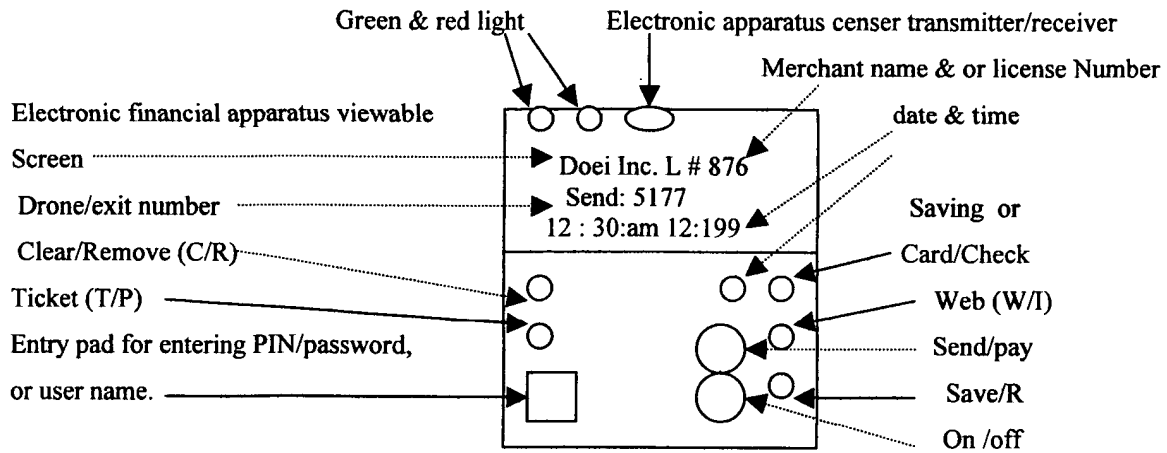 Green & red light
Electronic apparatus censer transmitter/receiver
Merchant name & or license Number
Electronic financial apparatus viewable
date & time
Screen
Doei Inc. L # 876
Drone/exit number
Send: 5177
Saving or
12 : 30:am 12:199
Clear/Remove (C/R)
Card/Check
Ticket (T/P)
Web (W/I)
Entry pad for entering PIN/password,
Send/pay
or user name.
Save/R
On /off